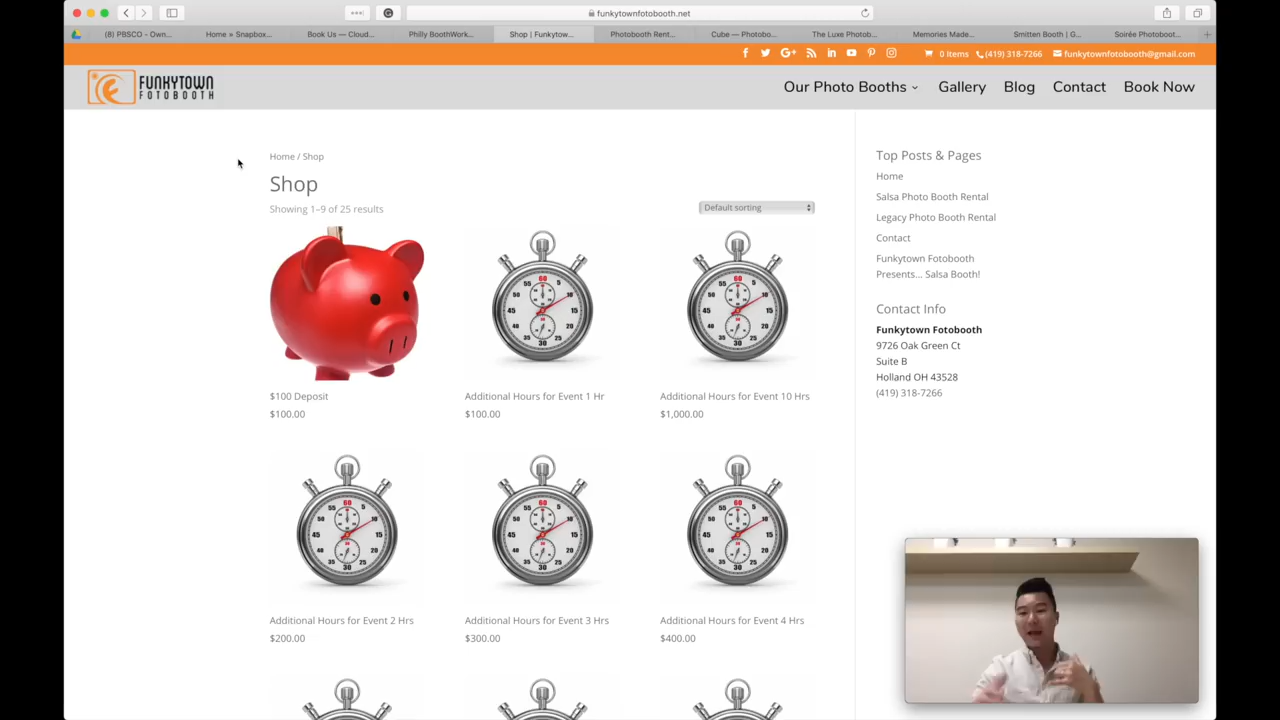 funkytownfotobooth.net
(8) PBSCO - Own...
Home » Snapbox...
Book Us — Cloud...
Philly BoothWork...
Shop | Funkytow...
Photobooth Rent...
Cube — Photobo...
The Luxe Photob...
Memories Made...
Smitten Booth | G...
Soirée Photoboot...
0 Items
(419) 318-7266
funkytownfotobooth@gmail.com
FUNKYTOWN
FOTOBOOTH
Our Photo Booths
Gallery
Blog
Contact
Book Now
Home / Shop
Shop
Showing 1–9 of 25 results
Default sorting
$100 Deposit
$100.00
Additional Hours for Event 1 Hr
$100.00
Additional Hours for Event 10 Hrs
$1,000.00
Additional Hours for Event 2 Hrs
$200.00
Additional Hours for Event 3 Hrs
$300.00
Additional Hours for Event 4 Hrs
$400.00
Top Posts & Pages
Home
Salsa Photo Booth Rental
Legacy Photo Booth Rental
Contact
Funkytown Fotobooth
Presents... Salsa Booth!
Contact Info
Funkytown Fotobooth
9726 Oak Green Ct
Suite B
Holland OH 43528
(419) 318-7266